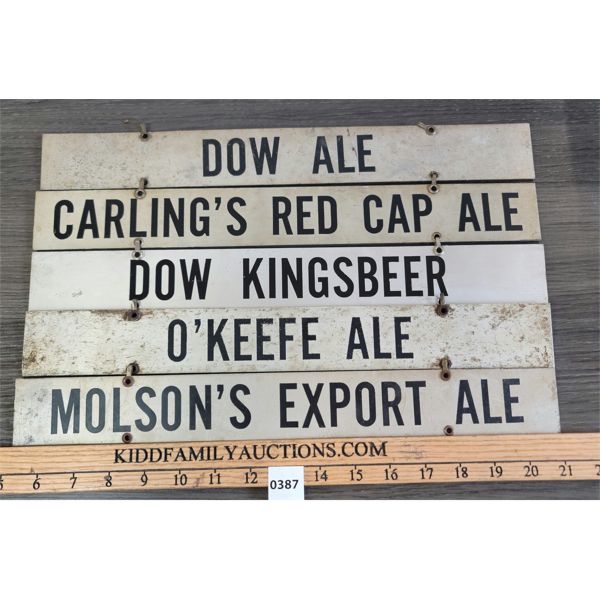 DOW ALE
CARLING'S RED CAP ALE
DOW KINGSBEER
O'KEEFE ALE
MOLSON'S EXPORT ALE
KIDDFAMILYAUCTIONS.COM
6 7 8 9 10 11 12 14 15 16 17 18 19 20 21
0387